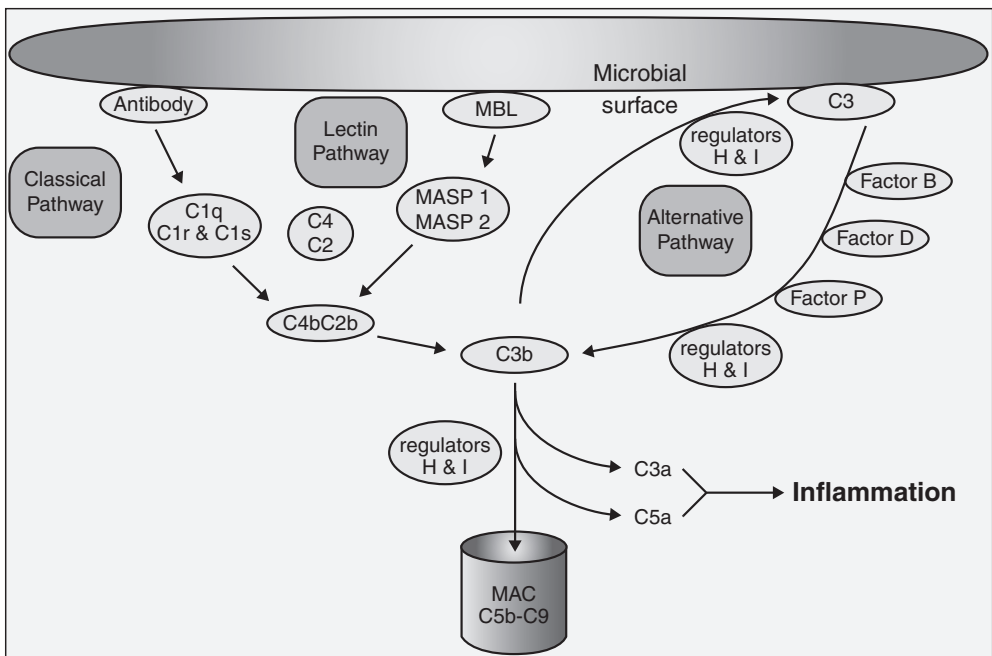 Microbial
surface
Antibody
Lectin
Pathway
MBL
C3
regulators
H & I
Classical
Pathway
Factor B
C1q
C1r & C1s
C4
C2
MASP 1
MASP 2
Alternative
Pathway
Factor D
Factor P
C4bC2b
C3b
regulators
H & I
regulators
H & I
C3a
C5a
Inflammation
MAC
C5b-C9